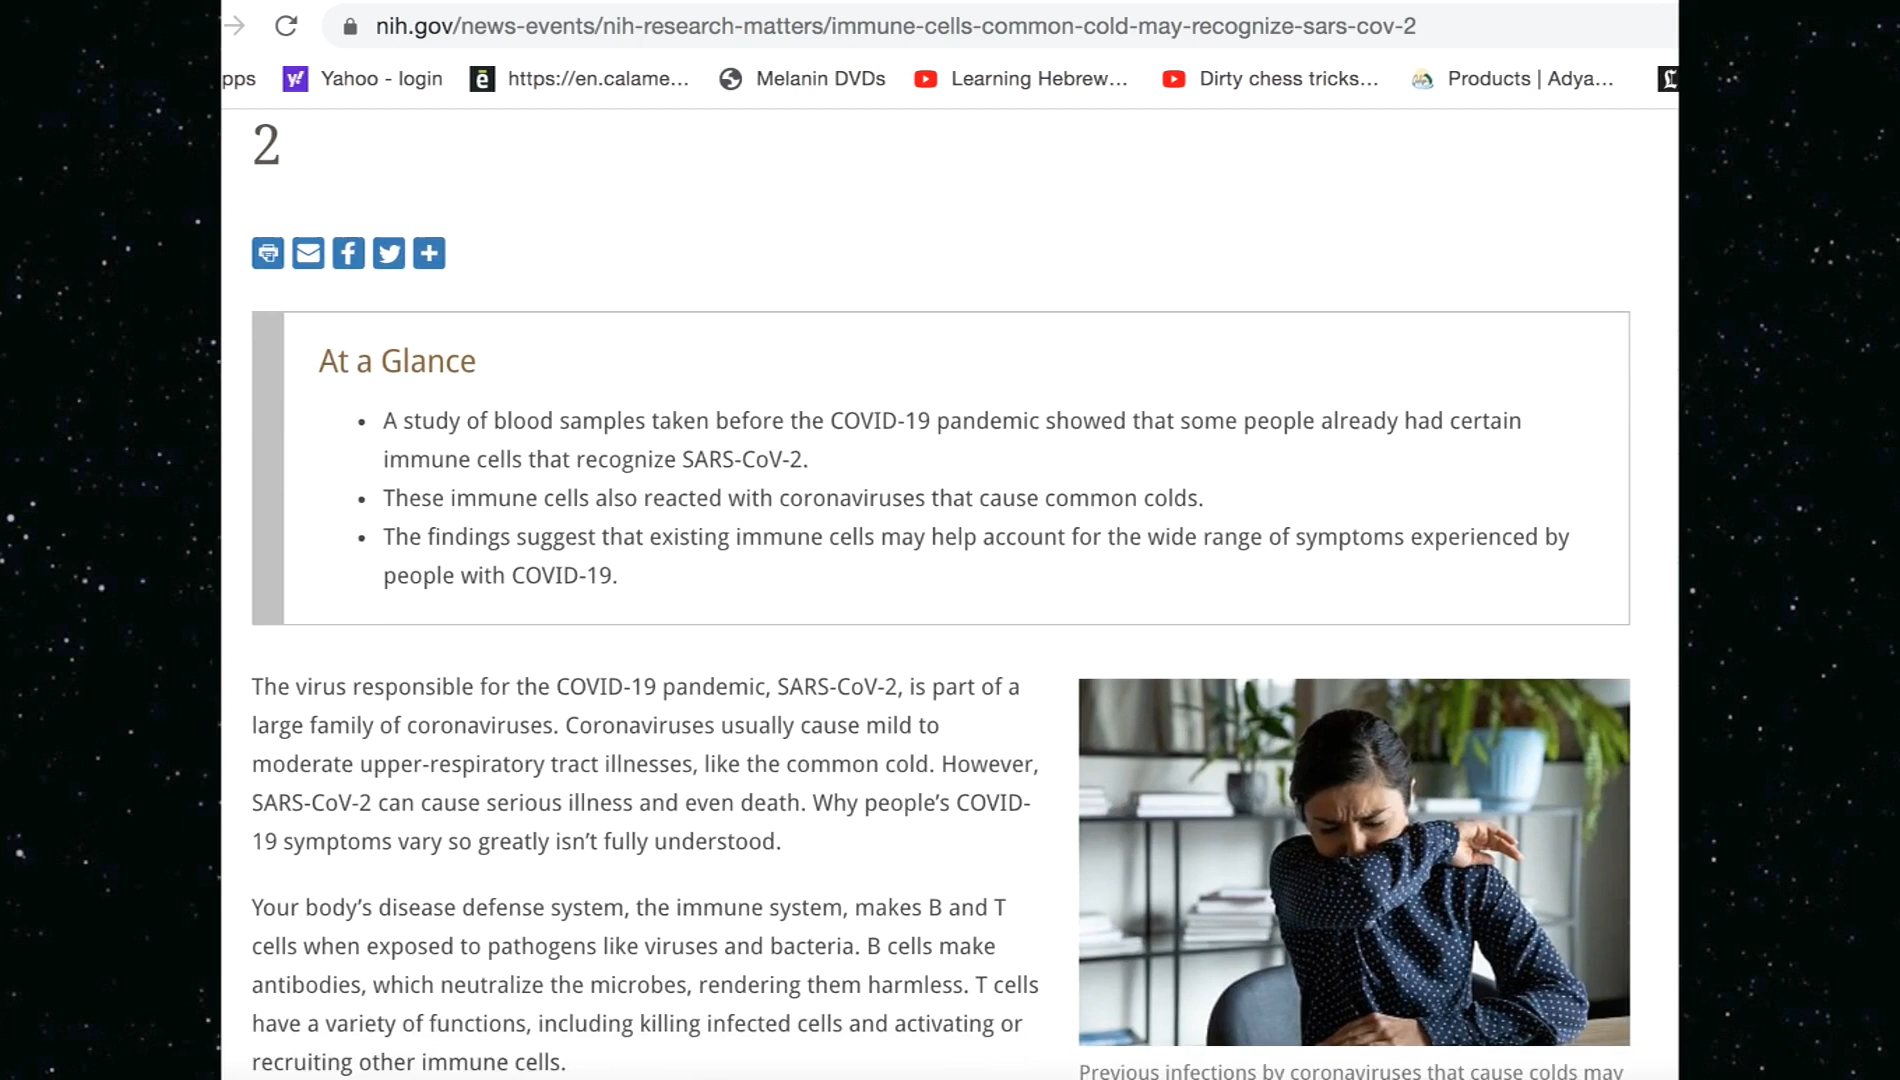 nih.gov/news-events/nih-research-matters/immune-cells-common-cold-may-recognize-sars-cov-2
pps Yahoo - login https://en.calame... Melanin DVDs Learning Hebrew... Dirty chess tricks... Products | Adya...
2
At a Glance
• A study of blood samples taken before the COVID-19 pandemic showed that some people already had certain
immune cells that recognize SARS-CoV-2.
• These immune cells also reacted with coronaviruses that cause common colds.
• The findings suggest that existing immune cells may help account for the wide range of symptoms experienced by
people with COVID-19.
The virus responsible for the COVID-19 pandemic, SARS-CoV-2, is part of a
large family of coronaviruses. Coronaviruses usually cause mild to
moderate upper-respiratory tract illnesses, like the common cold. However,
SARS-CoV-2 can cause serious illness and even death. Why people’s COVID-
19 symptoms vary so greatly isn’t fully understood.
Your body’s disease defense system, the immune system, makes B and T
cells when exposed to pathogens like viruses and bacteria. B cells make
antibodies, which neutralize the microbes, rendering them harmless. T cells
have a variety of functions, including killing infected cells and activating or
recruiting other immune cells.
Previous infections by coronaviruses that cause colds may